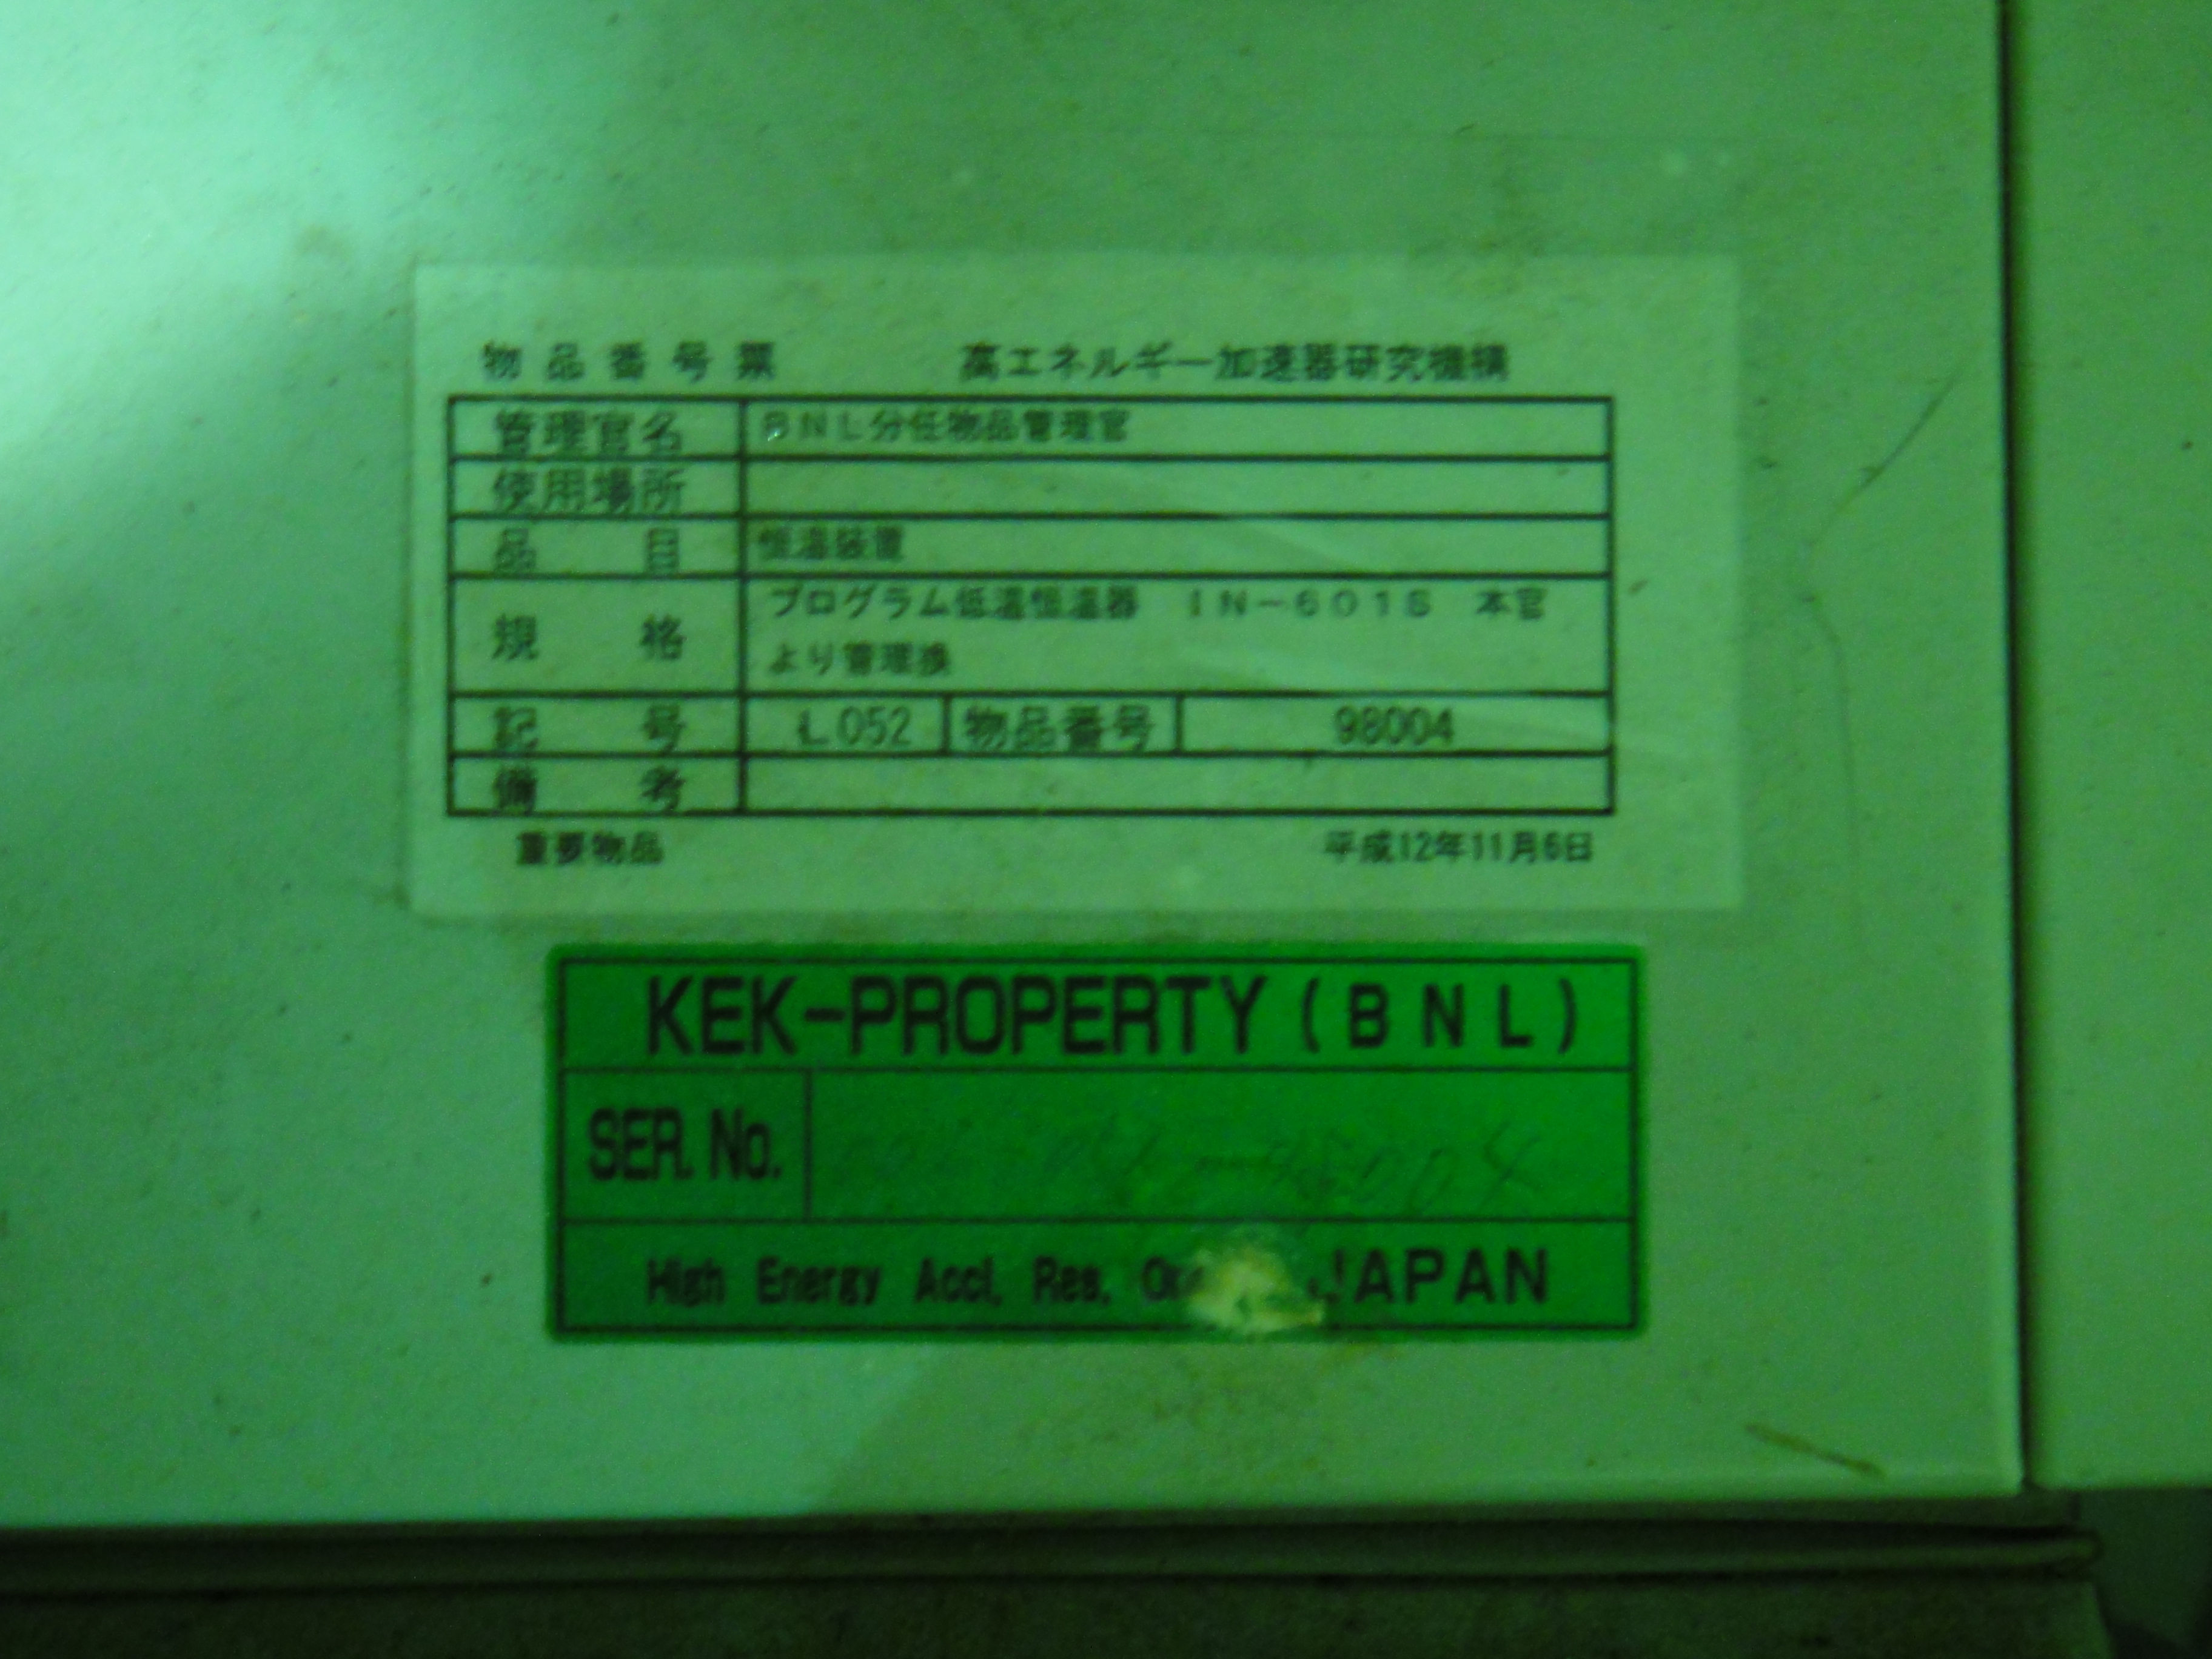 物品番号票 高エネルギー加速器研究機構
管理官名 BNL分任物品管理官
使用場所
品目 恒温装置
規格 プログラム低温恒温器 IN-601S 本官
より管理換
記号 L052 物品番号 98004
備考
重要物品 平成12年11月6日
KEK-PROPERTY(BNL)
SER. No.
High Energy Accl. Res. JAPAN